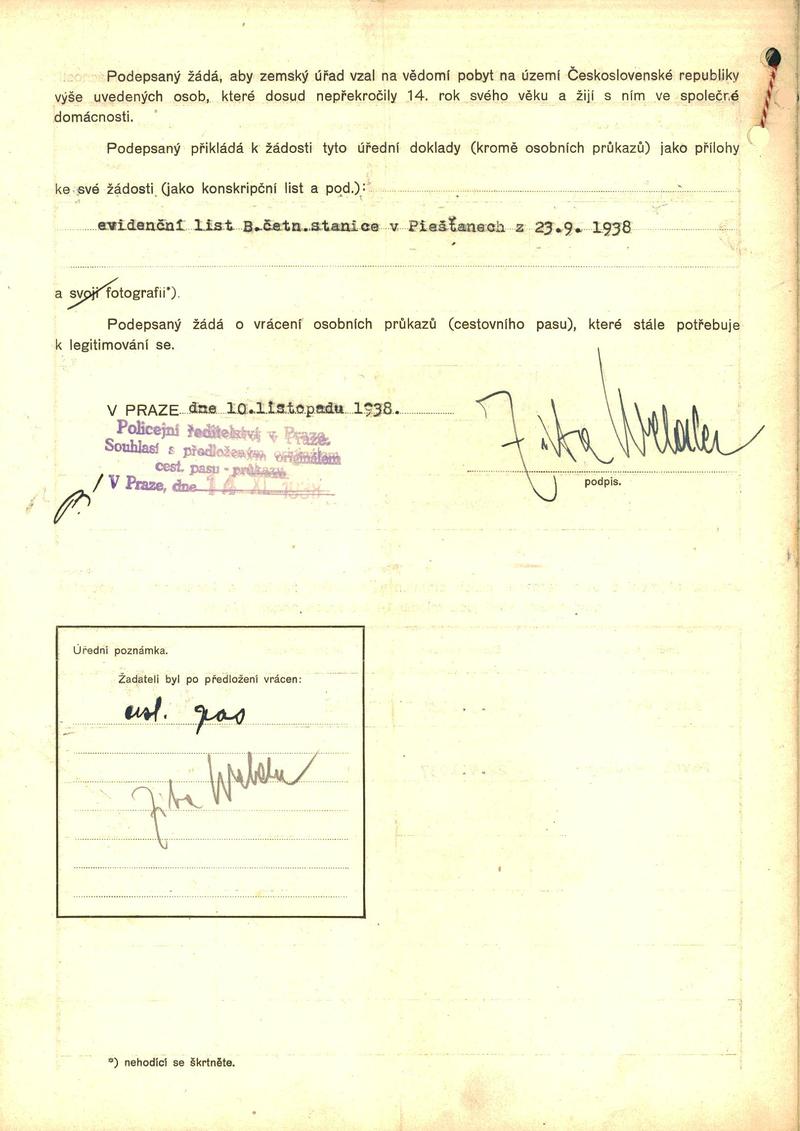 Podepsaný žádá, aby zemský úřad vzal na vědomí pobyt na území Československé republiky
výše uvedených osob, které dosud nepřekročily 14. rok svého věku a žijí s ním ve společné
domácnosti.
Podepsaný přikládá k žádosti tyto úřední doklady (kromě osobních průkazů) jako přílohy
ke své žádosti (jako konskripční list a pod.):
evidenční list B.četn.stanice v Piešťanech z 23.9. 1938
a svoji fotografii*).
Podepsaný žádá o vrácení osobních průkazů (cestovního pasu), které stále potřebuje
k legitimování se.
V PRAZE dne 10.listopadu 1938.
Policejní ředitelství v Praze.
Souhlasí s předloženým originálem
cest. pasu - průkazu
V Praze, dne 14 XI. 1938
podpis.
Úřední poznámka.
Žadateli byl po předložení vrácen:
cest. pas
*) nehodící se škrtněte.